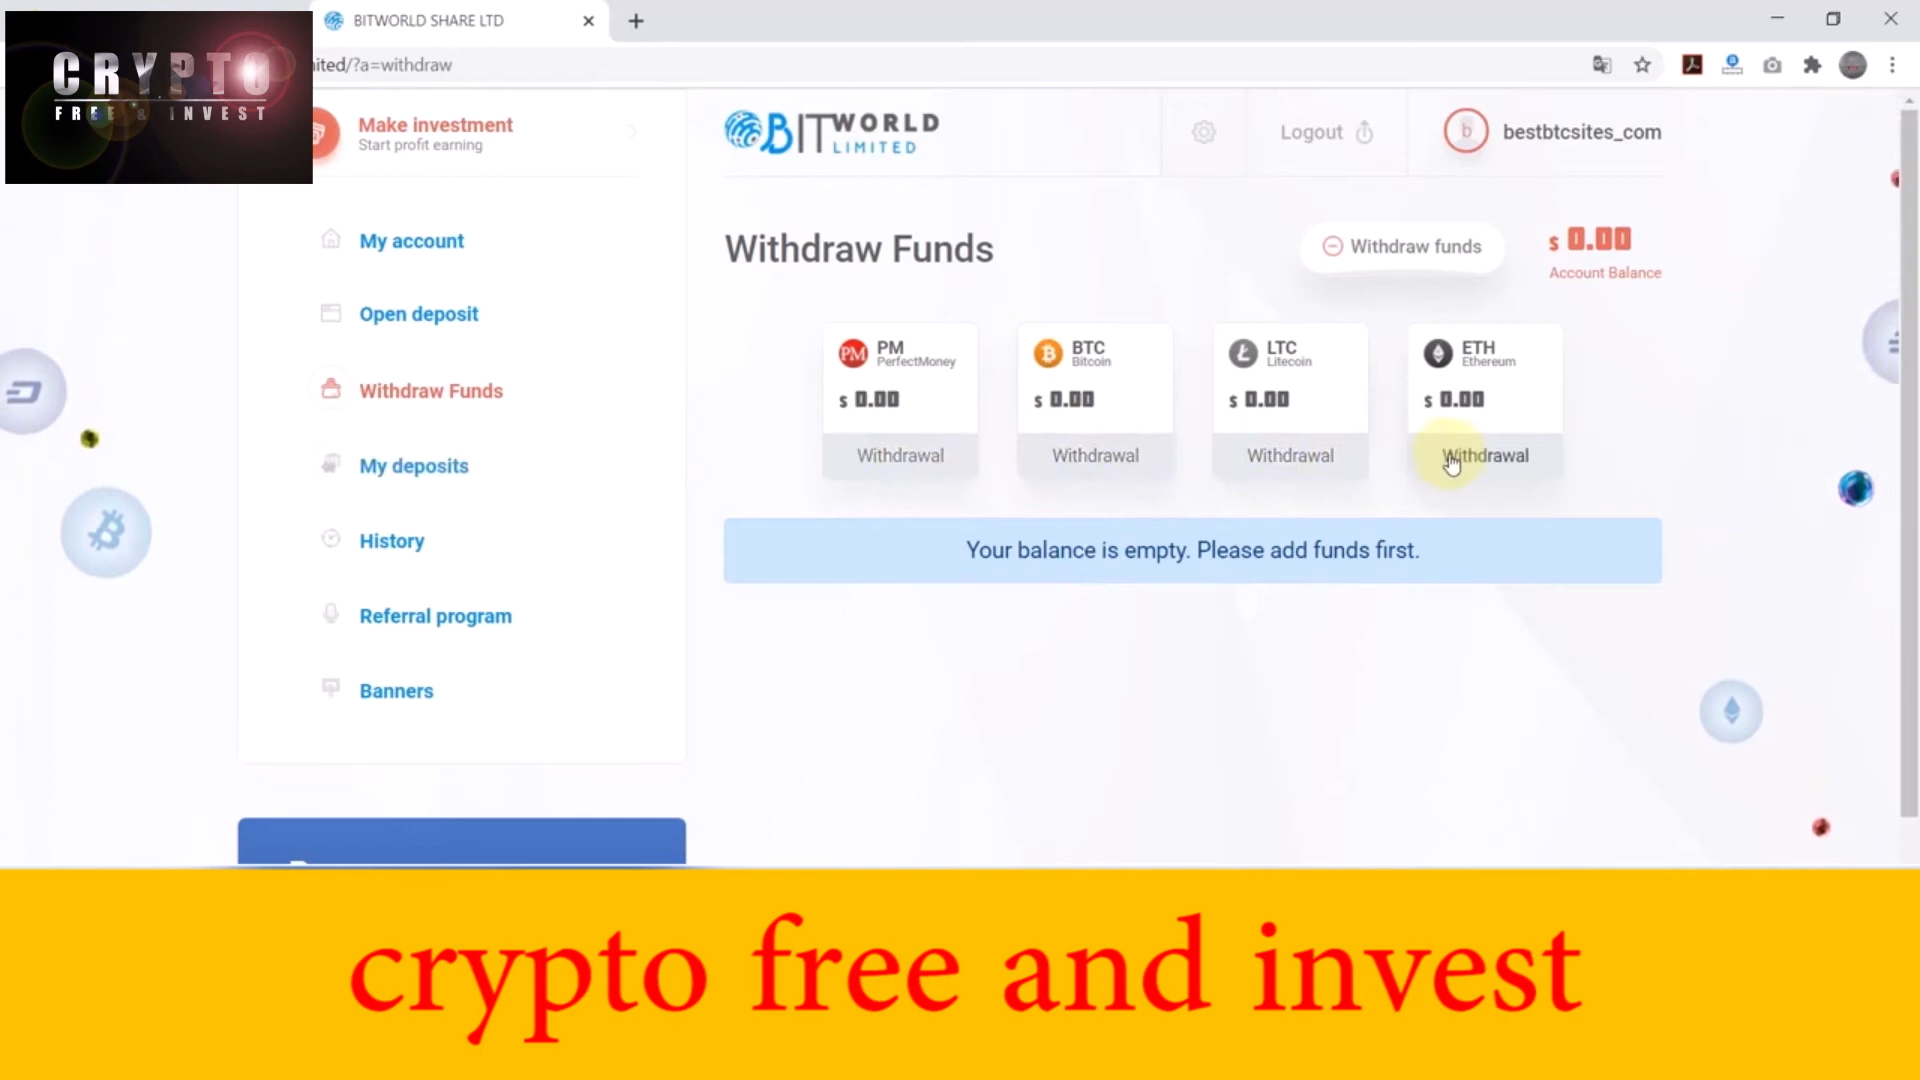 BITWORLD SHARE LTD
CRYPTO
FREE & INVEST
ited/?a=withdraw
Make investment
Start profit earning
BITWORLD
LIMITED
Logout
b
bestbtcsites_com
My account
Open deposit
Withdraw Funds
My deposits
History
Referral program
Banners
Withdraw Funds
Withdraw funds
$ 0.00
Account Balance
PM
PM
PerfectMoney
$ 0.00
Withdrawal
BTC
Bitcoin
$ 0.00
Withdrawal
LTC
Litecoin
$ 0.00
Withdrawal
ETH
Ethereum
$ 0.00
Withdrawal
Your balance is empty. Please add funds first.
crypto free and invest